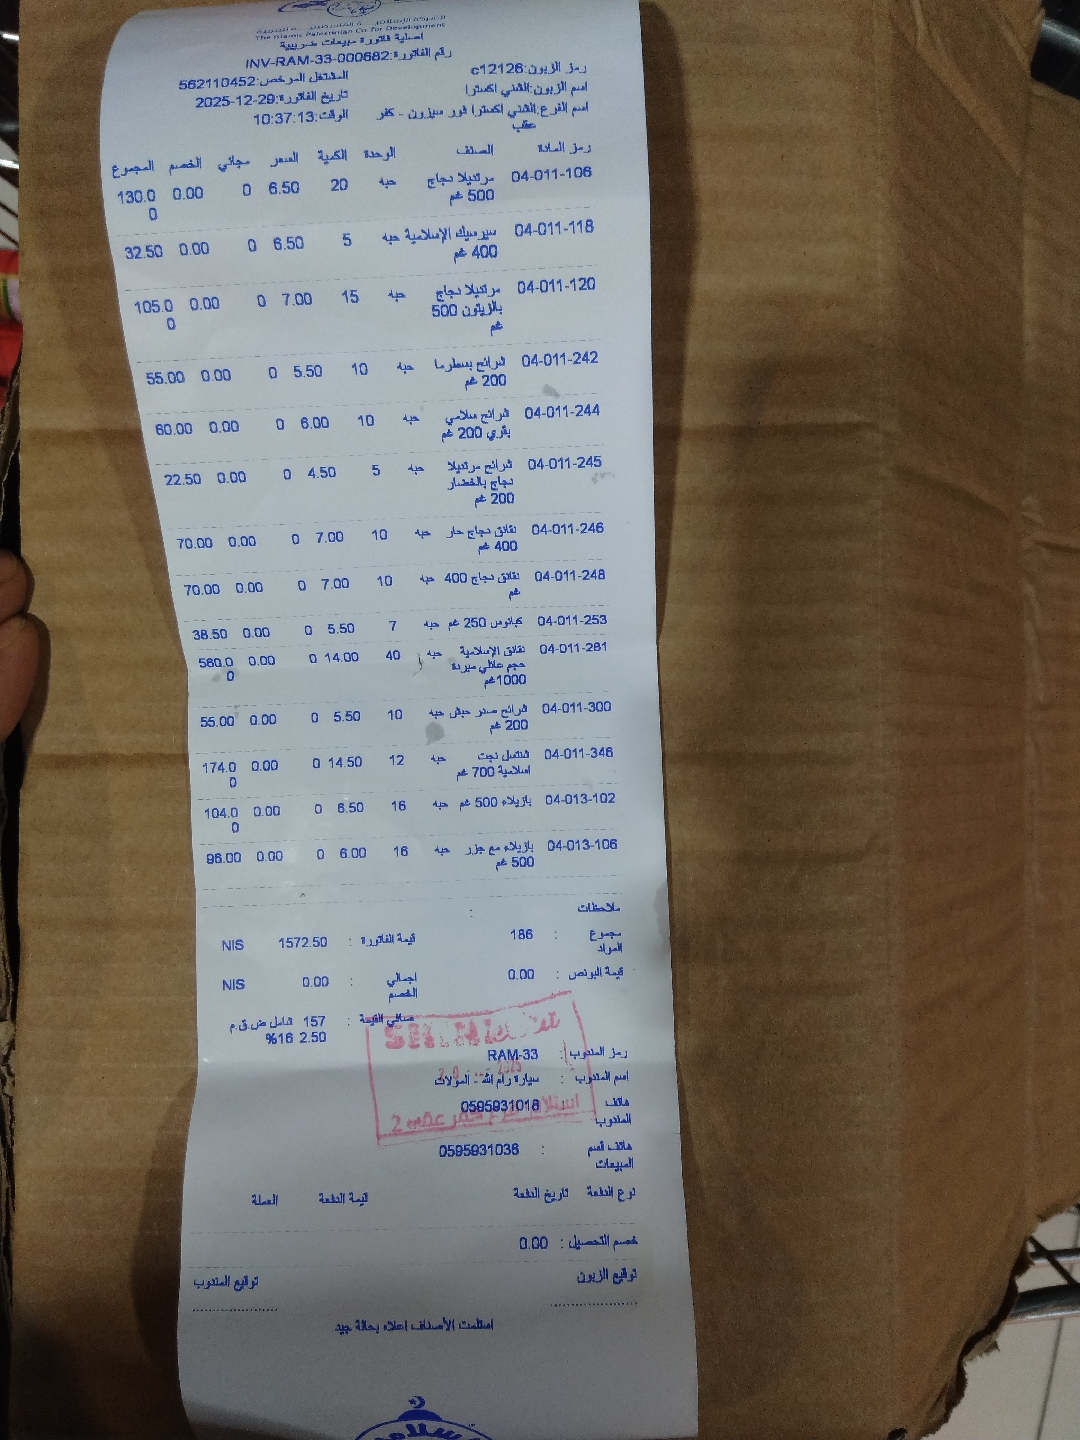 The Islamic Palestinian Co for Development
اصلية فاتورة مبيعات ضريبية
رقم الفاتورة:INV-RAM-33-000682
رمز الزبون:c12126 المشتغل المرخص:562110452
اسم الزبون:الشني اكسترا تاريخ الفاتورة:2025-12-29
اسم الفرع:الشني اكسترا فور سيزون - كفر عقب الوقت:10:37:13
رمز المادة الصنف الوحدة الكمية السعر مجاني الخصم المجموع
04-011-106 مرتديلا دجاج 500 غم حبه 20 6.50 0 0.00 130.00
04-011-118 سيرسيك الإسلامية 400 غم حبه 5 6.50 0 0.00 32.50
04-011-120 مرتديلا دجاج بالزيتون 500 غم حبه 15 7.00 0 0.00 105.00
04-011-242 شرائح بسطرما 200 غم حبه 10 5.50 0 0.00 55.00
04-011-244 شرائح سلامي بقري 200 غم حبه 10 6.00 0 0.00 60.00
04-011-245 شرائح مرتديلا دجاج بالخضار 200 غم حبه 5 4.50 0 0.00 22.50
04-011-246 نقانق دجاج حار 400 غم حبه 10 7.00 0 0.00 70.00
04-011-248 نقانق دجاج 400 غم حبه 10 7.00 0 0.00 70.00
04-011-253 كبانوس 250 غم حبه 7 5.50 0 0.00 38.50
04-011-281 نقانق الإسلامية حجم عائلي مبردة 1000غم حبه 40 14.00 0 0.00 560.00
04-011-300 شرائح صدر حبش 200 غم حبه 10 5.50 0 0.00 55.00
04-011-346 شنتسل نجت اسلامية 700 غم حبه 12 14.50 0 0.00 174.00
04-013-102 بازيلاء 500 غم حبه 16 6.50 0 0.00 104.00
04-013-106 بازيلاء مع جزر 500 غم حبه 16 6.00 0 0.00 96.00
ملاحظات :
مجموع المواد : 186 قيمة الفاتورة : 1572.50 NIS
قيمة البونص : 0.00 اجمالي الخصم : 0.00 NIS
صافي القيمة : 1572.50 شامل ض.ق.م 16%
رمز المندوب : RAM-33
اسم المندوب : سيارة رام الله - المولات
هاتف المندوب : 0595931018
هاتف قسم المبيعات : 0595931036
نوع الدفعة تاريخ الدفعة قيمة الدفعة العملة
خصم التحصيل : 0.00
توقيع الزبون توقيع المندوب
استلمت الأصناف اعلاه بحالة جيد